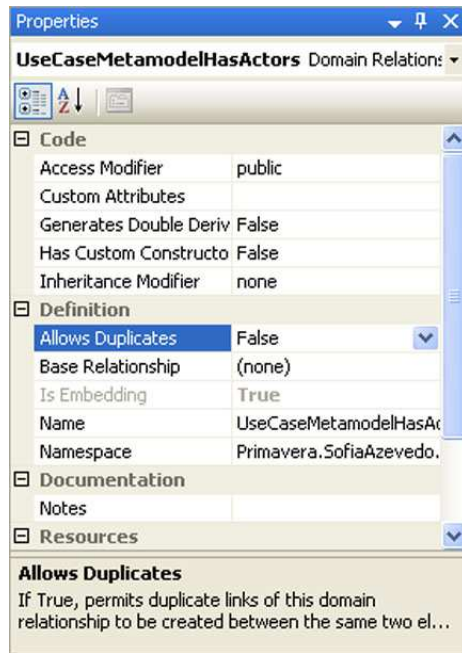 Properties
UseCaseMetamodelHasActors Domain Relations
Code
Access Modifier public
Custom Attributes
Generates Double Deriv False
Has Custom Constructo False
Inheritance Modifier none
Definition
Allows Duplicates False
Base Relationship (none)
Is Embedding True
Name UseCaseMetamodelHasAc
Namespace Primavera.SofiaAzevedo.
Documentation
Notes
Resources
Allows Duplicates
If True, permits duplicate links of this domain
relationship to be created between the same two el...